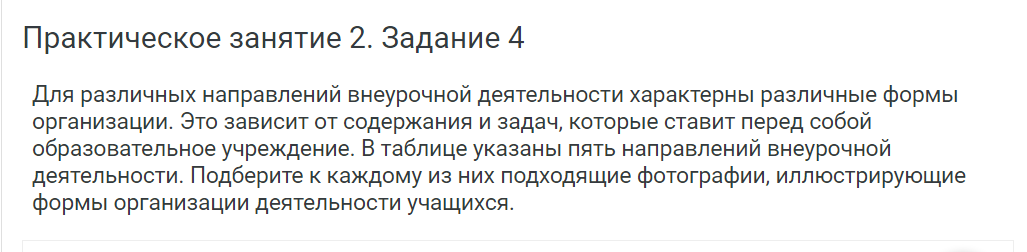 Практическое занятие 2. Задание 4
Для различных направлений внеурочной деятельности характерны различные формы
организации. Это зависит от содержания и задач, которые ставит перед собой
образовательное учреждение. В таблице указаны пять направлений внеурочной
деятельности. Подберите к каждому из них подходящие фотографии, иллюстрирующие
формы организации деятельности учащихся.